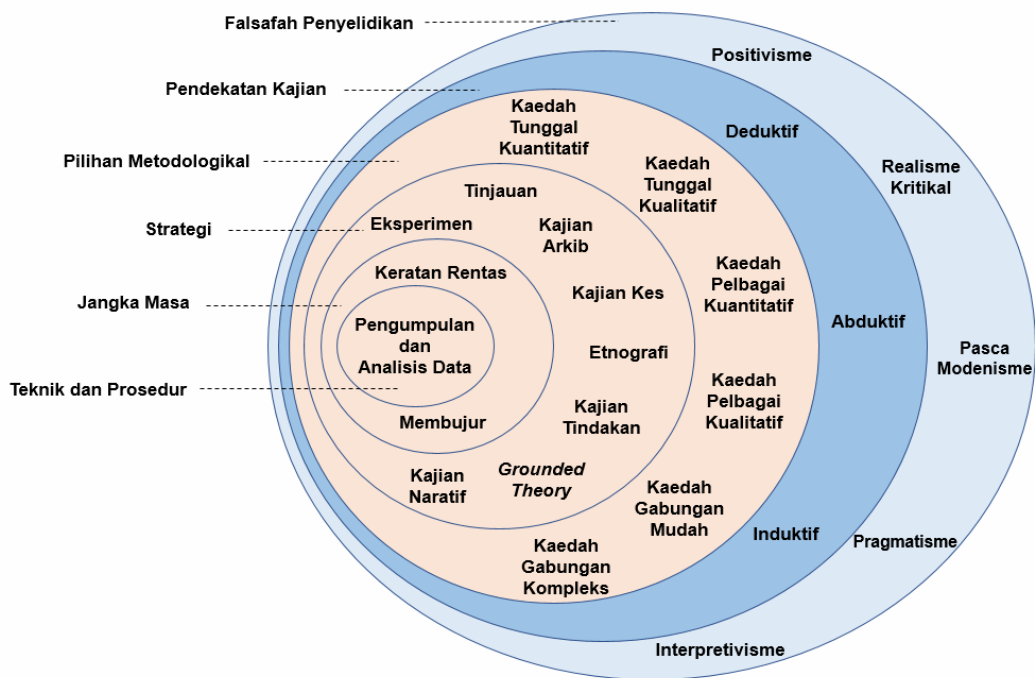 Falsafah Penyelidikan
Pendekatan Kajian
Pilihan Metodologikal
Strategi
Jangka Masa
Teknik dan Prosedur
Positivisme
Realisme
Kritikal
Pasca
Modenisme
Pragmatisme
Interpretivisme
Deduktif
Abduktif
Induktif
Kaedah
Tunggal
Kuantitatif
Kaedah
Tunggal
Kualitatif
Kaedah
Pelbagai
Kuantitatif
Kaedah
Pelbagai
Kualitatif
Kaedah
Gabungan
Mudah
Kaedah
Gabungan
Kompleks
Tinjauan
Eksperimen
Kajian
Arkib
Kajian Kes
Etnografi
Kajian
Tindakan
Grounded
Theory
Kajian
Naratif
Keratan Rentas
Membujur
Pengumpulan
dan
Analisis Data